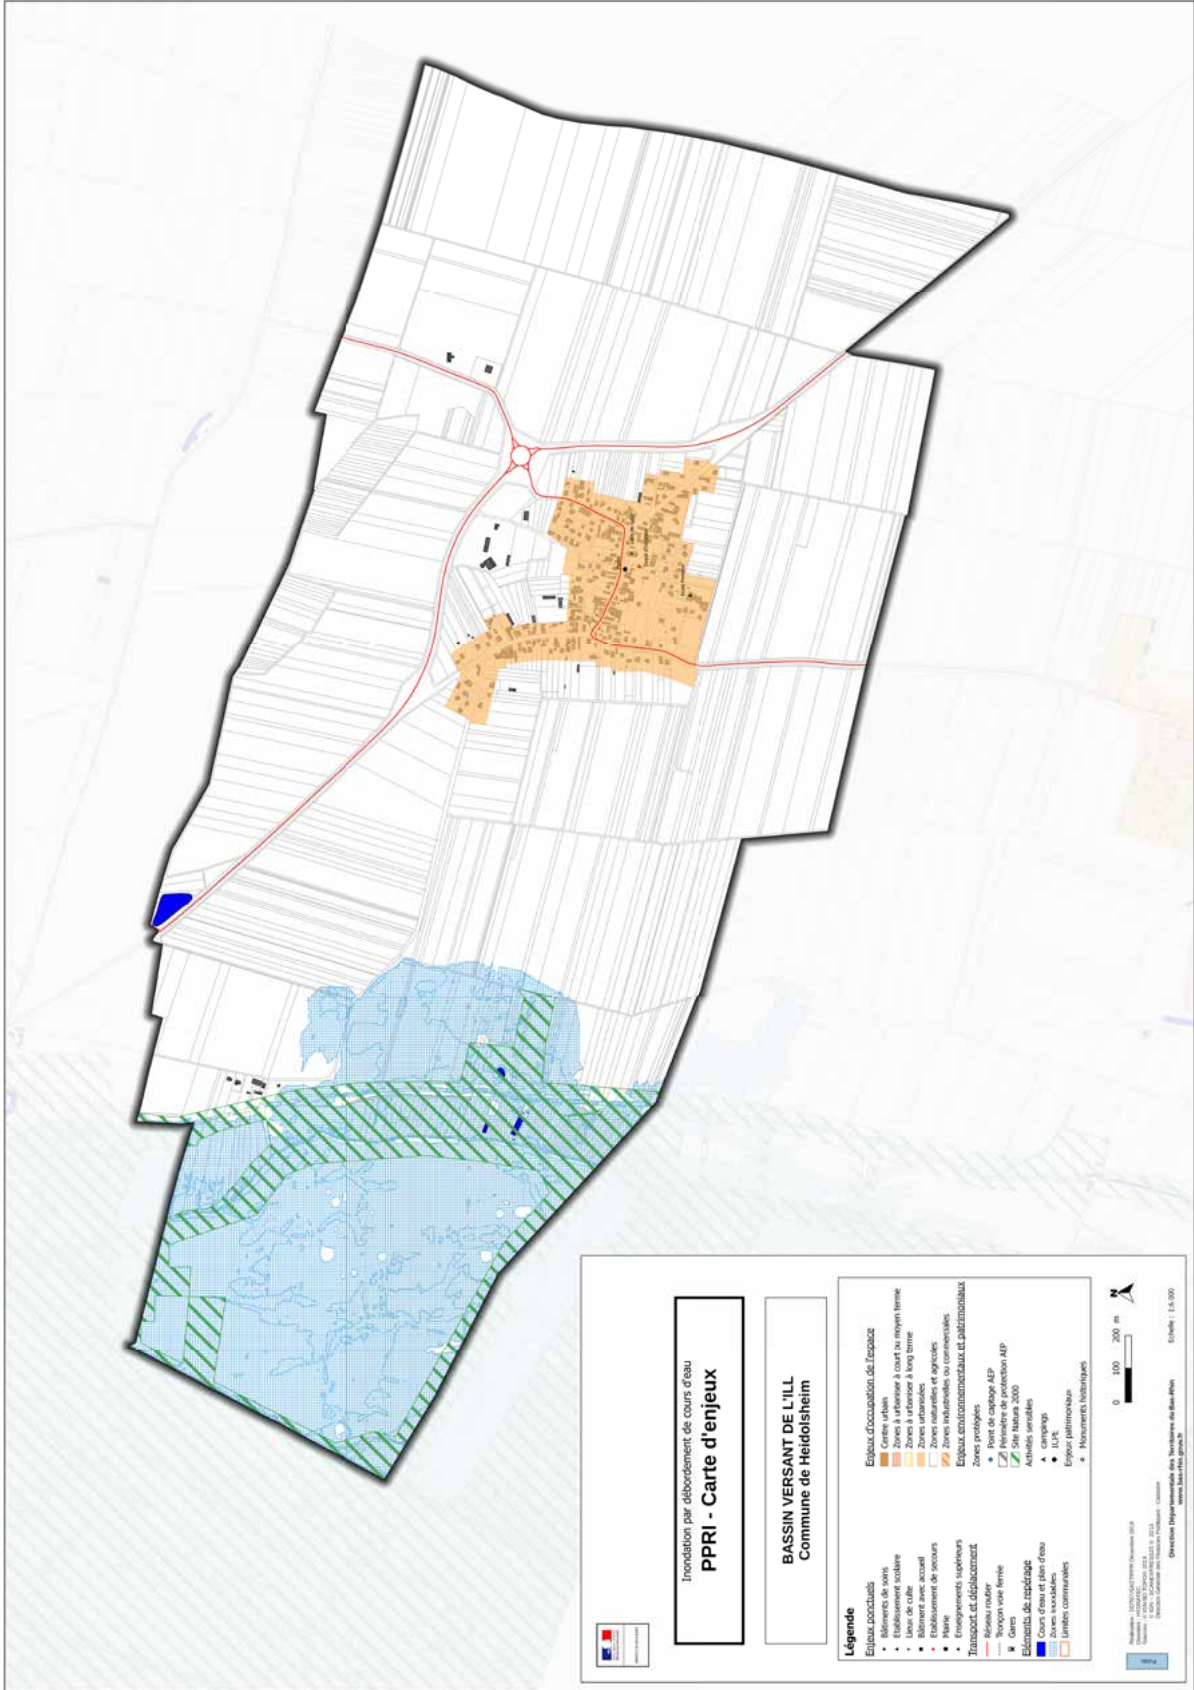 Inondation par débordement de cours d'eau
PPRI - Carte d'enjeux
BASSIN VERSANT DE L'ILL
Commune de Heidolsheim
Légende
Enjeux ponctuels
Bâtiments de soins
Etablissement scolaire
Lieux de culte
Bâtiment avec accueil
Etablissement de secours
Mairie
Enseignements supérieurs
Transport et déplacement
Réseau routier
Tronçon voie ferrée
Gares
Eléments de repérage
Cours d'eau et plan d'eau
Zones inondables
Limites communales
Enjeux d'occupation de l'espace
Centre urbain
Zones à urbaniser à court ou moyen terme
Zones à urbaniser à long terme
Zones urbanisées
Zones naturelles et agricoles
Zones industrielles ou commerciales
Enjeux environnementaux et patrimoniaux
Zones protégées
Point de captage AEP
Périmètre de protection AEP
Site Natura 2000
Activités sensibles
campings
ICPE
Enjeux patrimoniaux
Monuments historiques
N
0 100 200 m
Echelle : 1:6 000
Direction Départementale des Territoires du Bas-Rhin
www.bas-rhin.gouv.fr